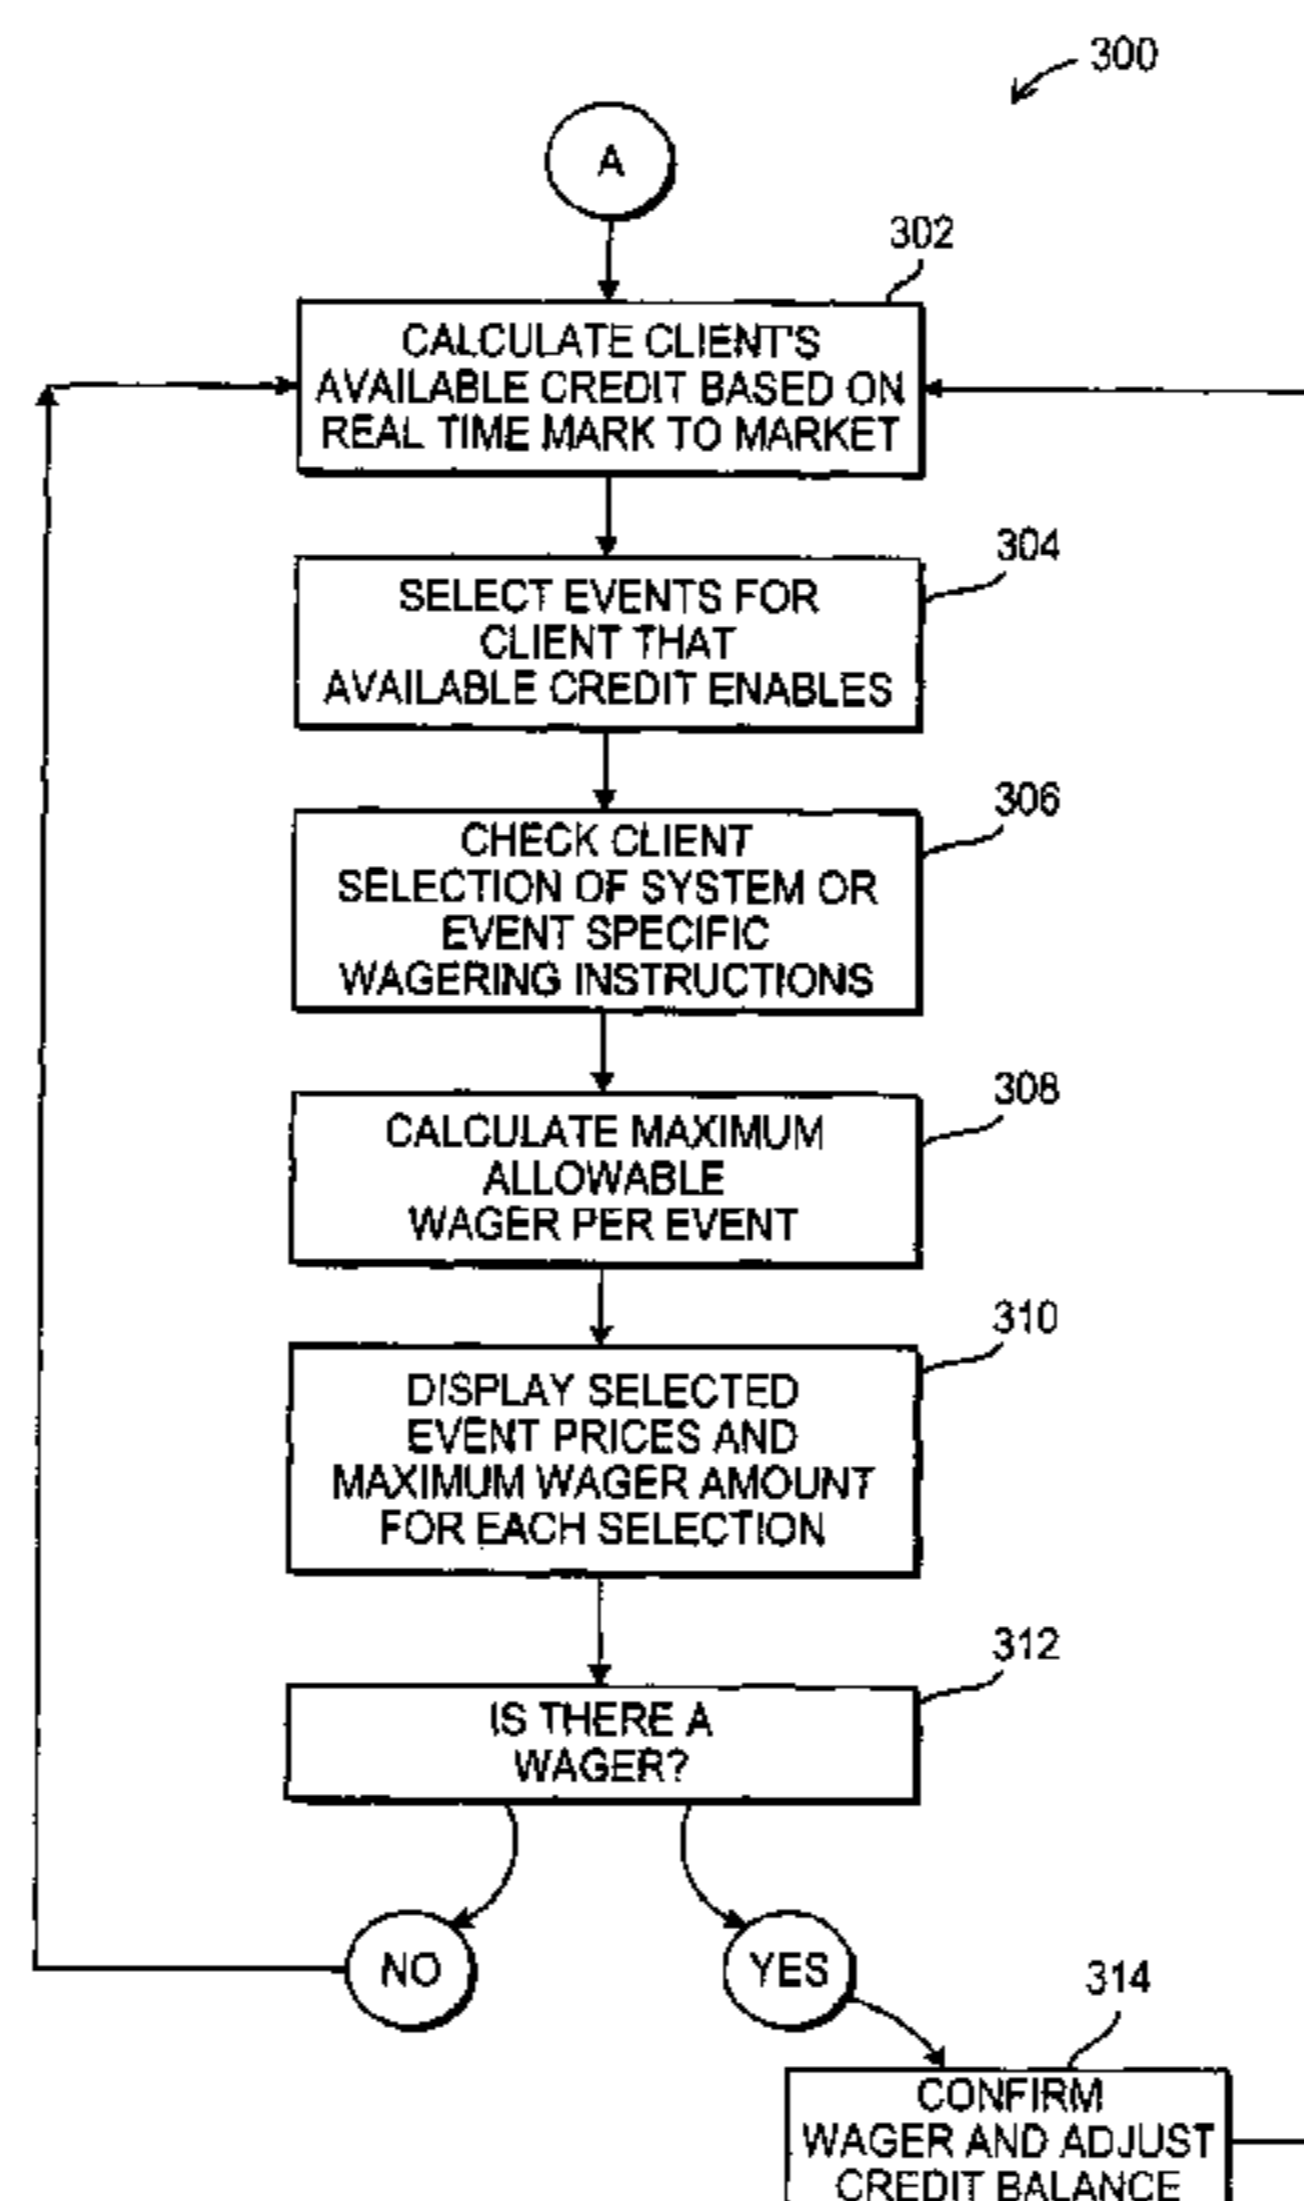 300
A
302
CALCULATE CLIENT'S
AVAILABLE CREDIT BASED ON
REAL TIME MARK TO MARKET
304
SELECT EVENTS FOR
CLIENT THAT
AVAILABLE CREDIT ENABLES
306
CHECK CLIENT
SELECTION OF SYSTEM OR
EVENT SPECIFIC
WAGERING INSTRUCTIONS
308
CALCULATE MAXIMUM
ALLOWABLE
WAGER PER EVENT
310
DISPLAY SELECTED
EVENT PRICES AND
MAXIMUM WAGER AMOUNT
FOR EACH SELECTION
312
IS THERE A
WAGER?
NO
YES
314
CONFIRM
WAGER AND ADJUST
CREDIT BALANCE